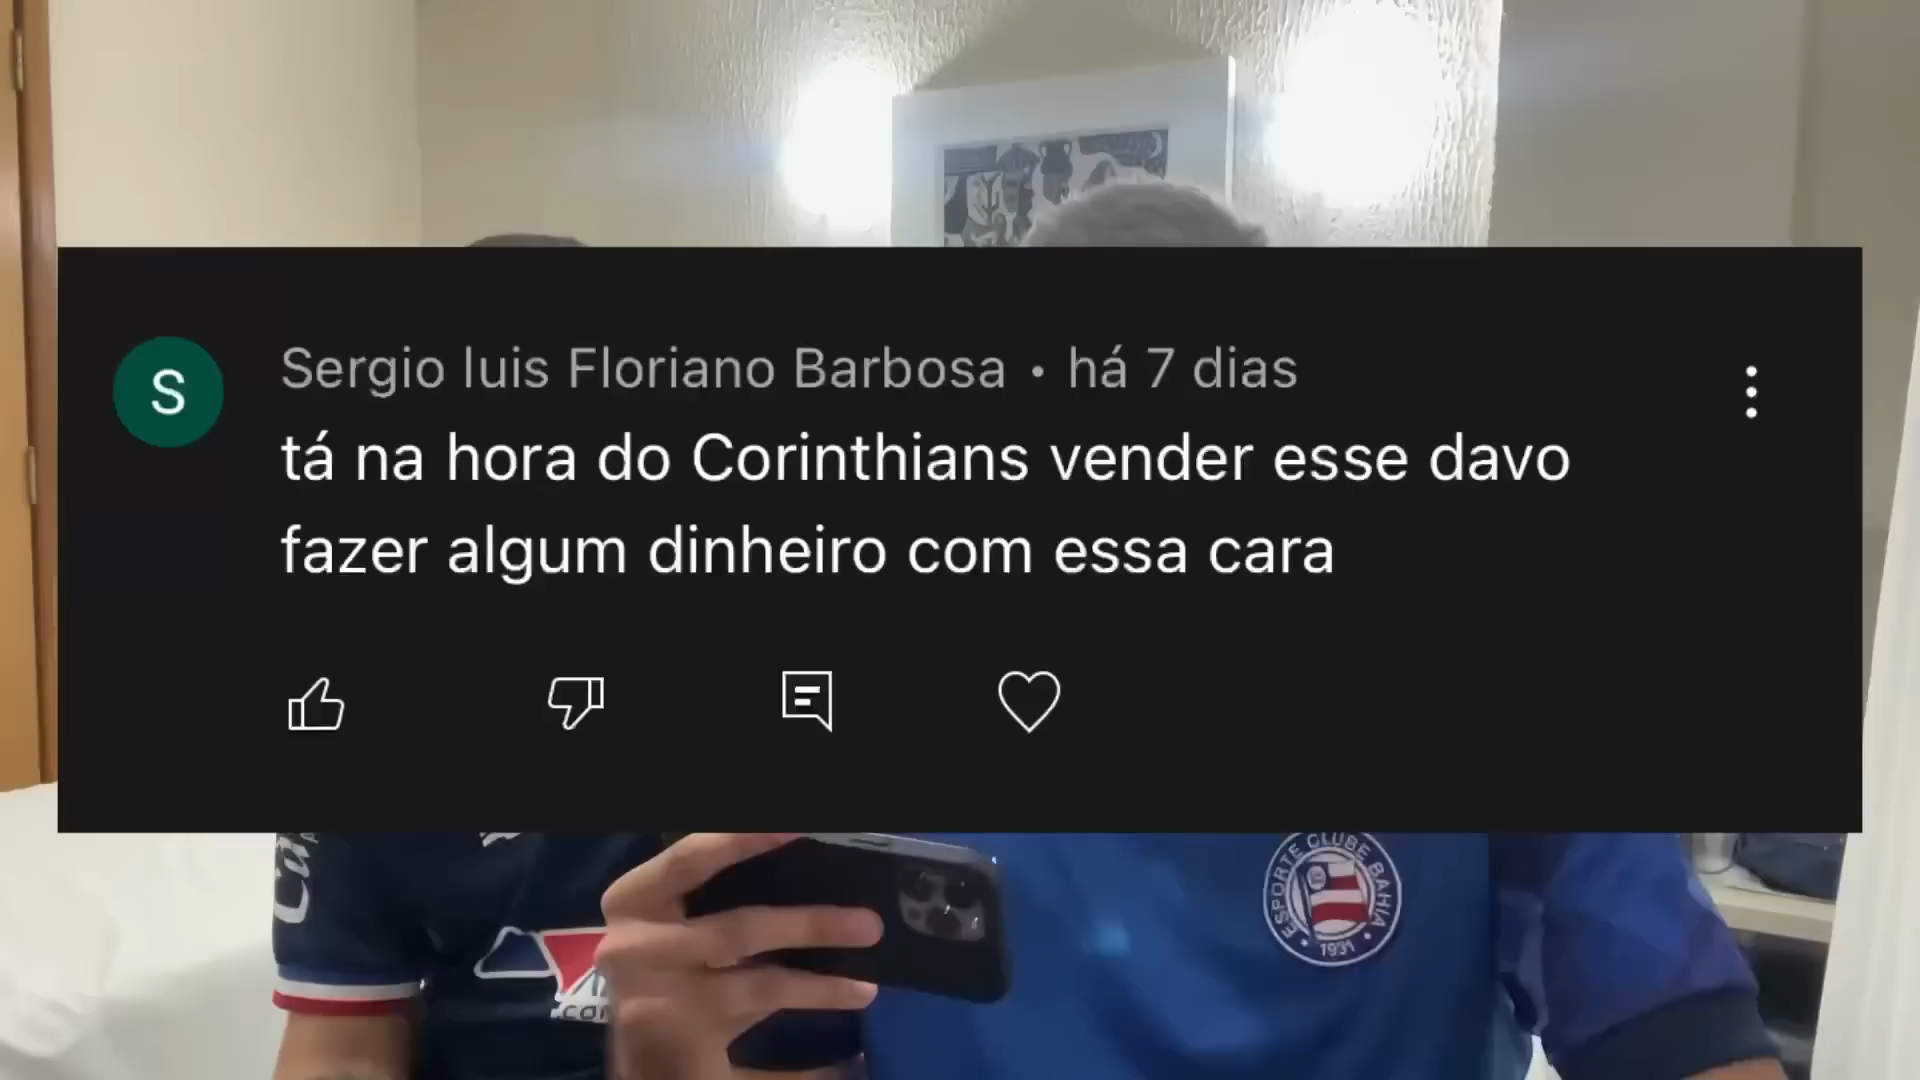 Sergio luis Floriano Barbosa • há 7 dias
S
tá na hora do Corinthians vender esse davo
fazer algum dinheiro com essa cara
ESPORTE CLUBE BAHIA
1931